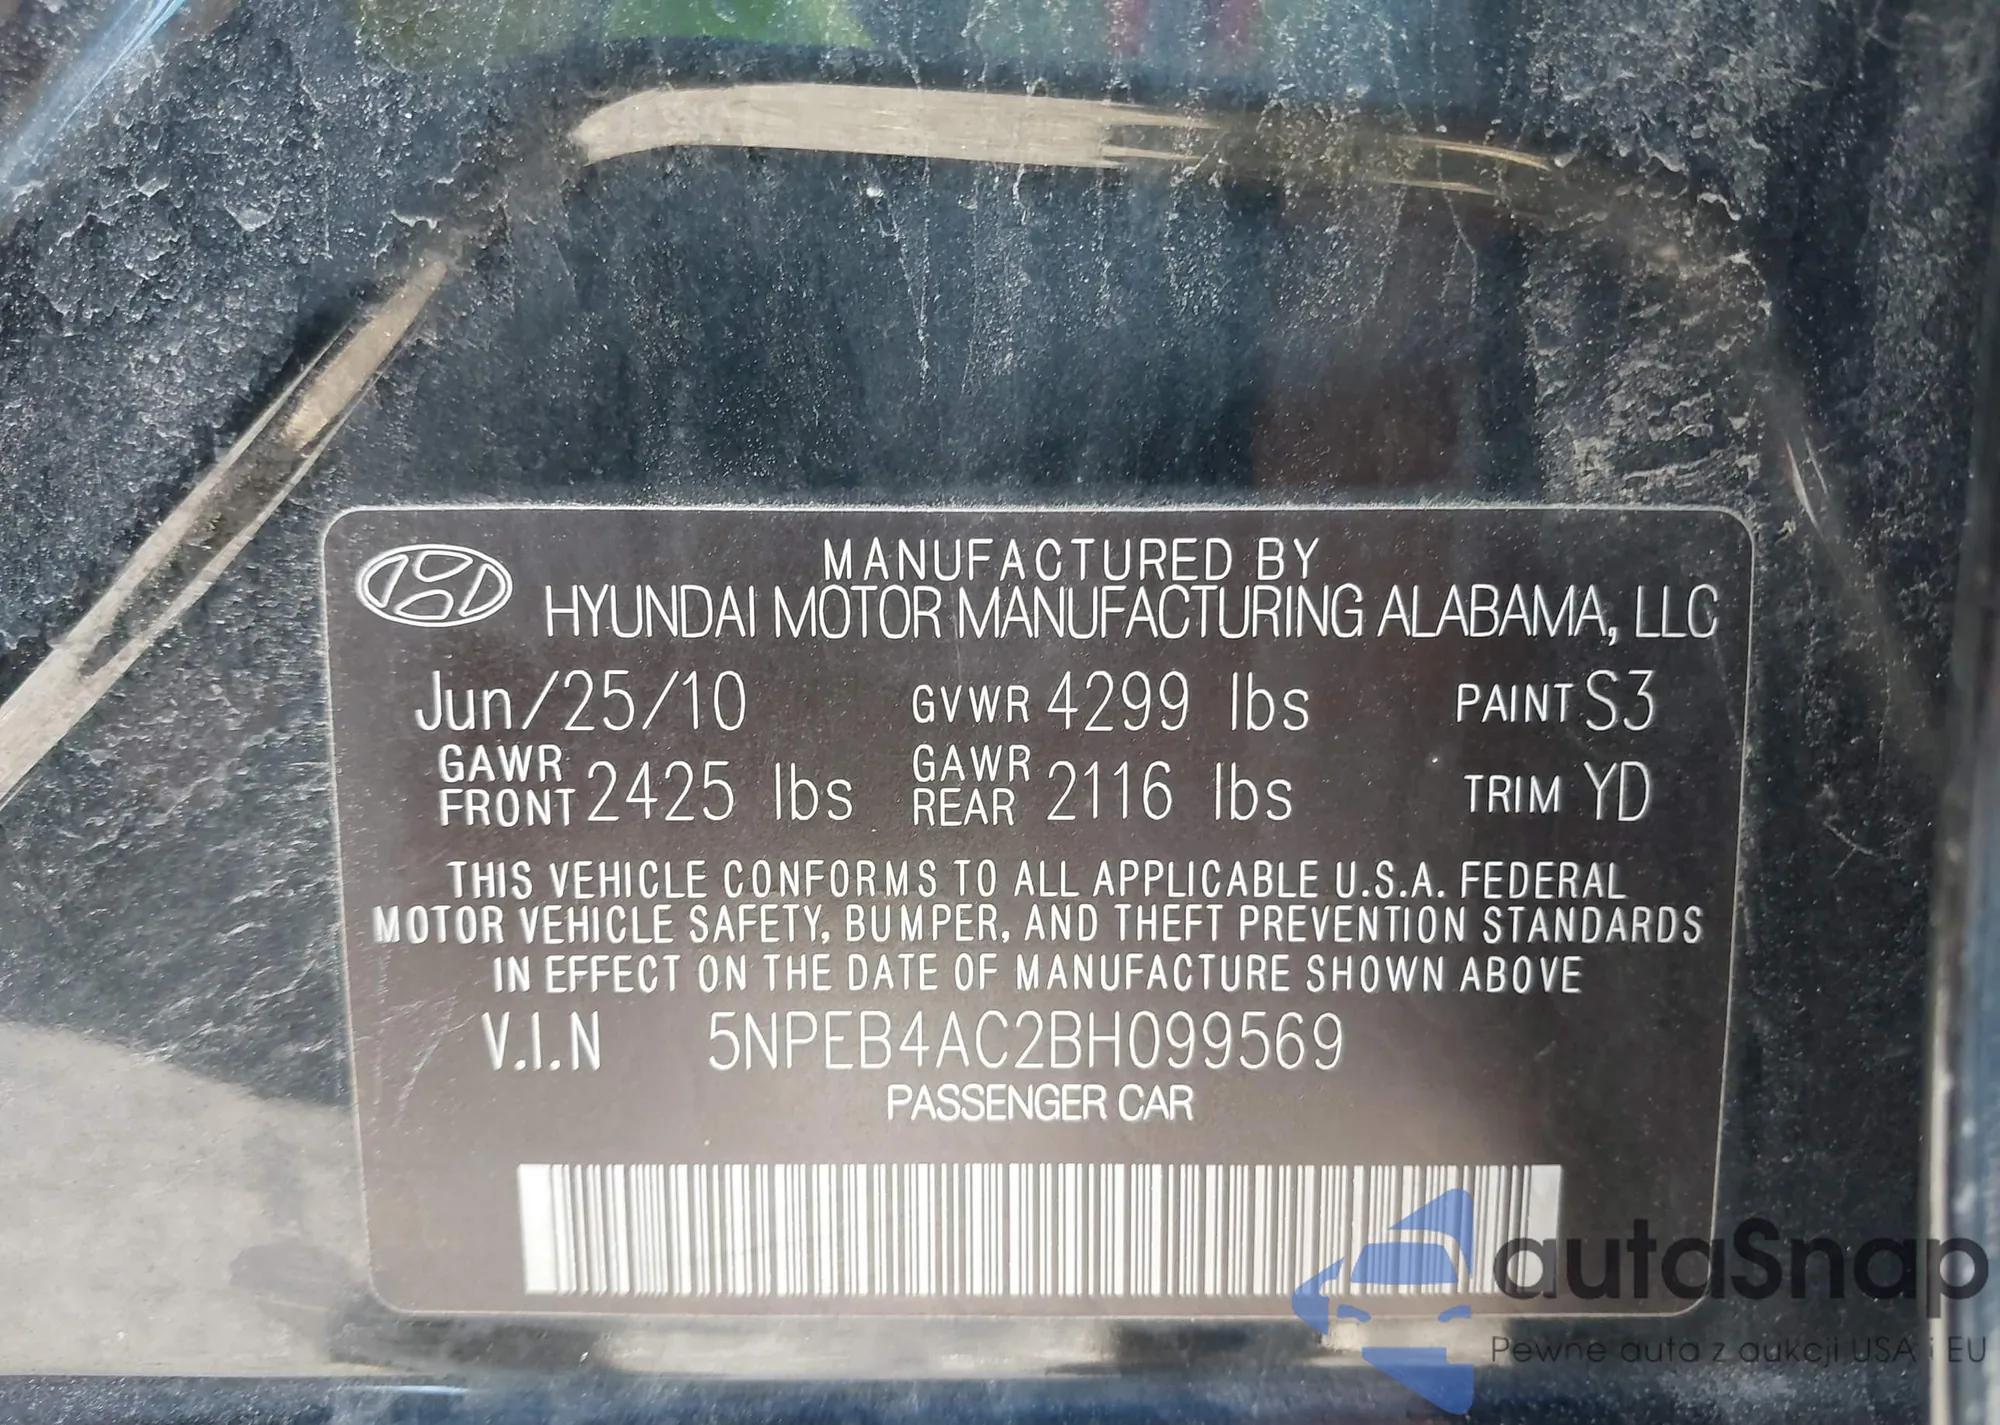 MANUFACTURED BY
HYUNDAI MOTOR MANUFACTURING ALABAMA, LLC
Jun/25/10 GVWR 4299 lbs PAINT S3
GAWR FRONT 2425 lbs GAWR REAR 2116 lbs TRIM YD
THIS VEHICLE CONFORMS TO ALL APPLICABLE U.S.A. FEDERAL
MOTOR VEHICLE SAFETY, BUMPER, AND THEFT PREVENTION STANDARDS
IN EFFECT ON THE DATE OF MANUFACTURE SHOWN ABOVE
V.I.N 5NPEB4AC2BH099569
PASSENGER CAR
autaSnap
Pewne auta z aukcji USA i EU